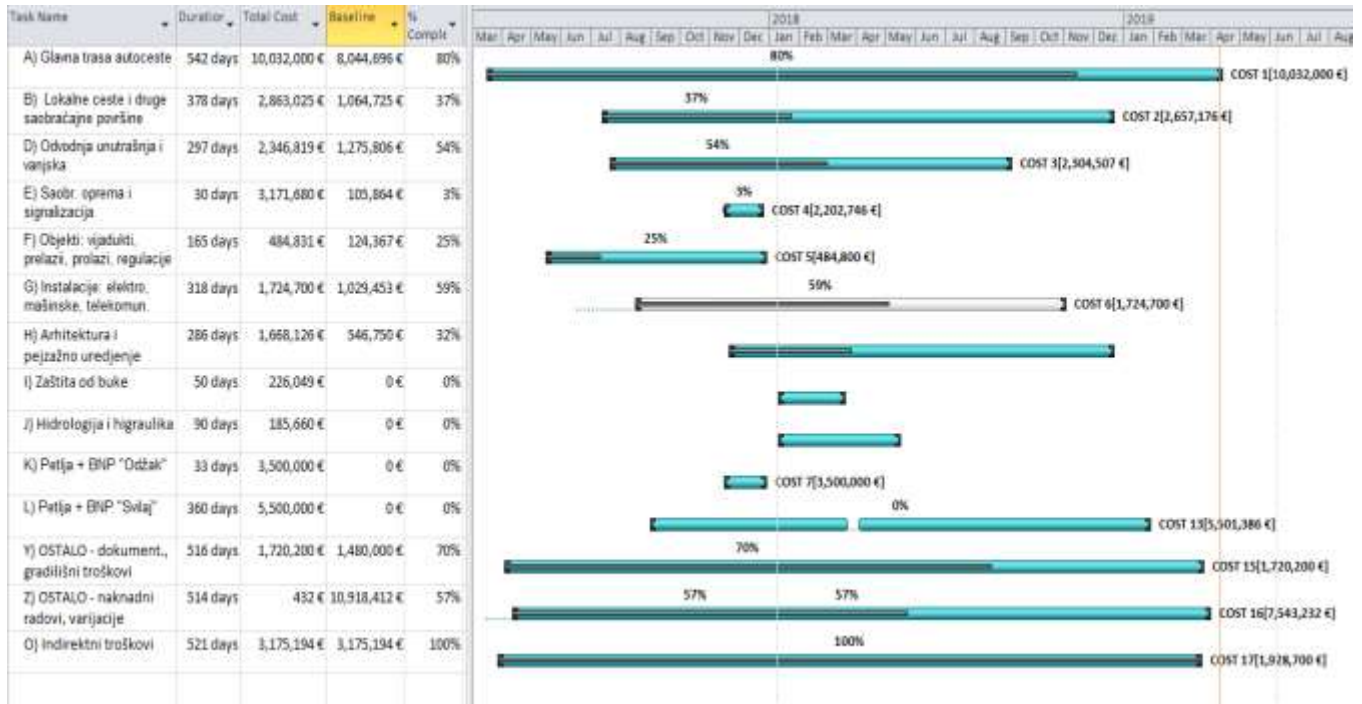 Task Name Duration Total Cost Baseline % Complt
2018 2019
Mar Apr May Jun Jul Aug Sep Oct Nov Dec Jan Feb Mar Apr May Jun Jul Aug Sep Oct Nov Dec Jan Feb Mar Apr May Jun Jul Aug
A) Glavna trasa autoceste 542 days 10,032,000 € 8,044,696 € 80%
80%
COST 1[10,032,000 €]
B) Lokalne ceste i druge saobraćajne površine 378 days 2,863,025 € 1,064,725 € 37%
37%
COST 2[2,657,176 €]
D) Odvodnja unutrašnja i vanjska 297 days 2,346,819 € 1,275,806 € 54%
54%
COST 3[2,304,507 €]
E) Saobr. oprema i signalizacija 30 days 3,171,680 € 105,864 € 3%
3%
COST 4[2,202,746 €]
F) Objekti: vijadukti, prelazii, prolazi, regulacije 165 days 484,831 € 124,367 € 25%
25%
COST 5[484,800 €]
G) Instalacije: elektro, mašinske, telekomun. 318 days 1,724,700 € 1,029,453 € 59%
59%
COST 6[1,724,700 €]
H) Arhitektura i pejzažno uredjenje 286 days 1,668,126 € 546,750 € 32%
I) Zaštita od buke 50 days 226,049 € 0 € 0%
J) Hidrologija i higraulika 90 days 185,660 € 0 € 0%
K) Petlja + BNP "Odžak" 33 days 3,500,000 € 0 € 0%
COST 7[3,500,000 €]
L) Petlja + BNP "Svilaj" 360 days 5,500,000 € 0 € 0%
0%
COST 13[5,501,386 €]
Y) OSTALO - dokument., gradilišni troškovi 516 days 1,720,200 € 1,480,000 € 70%
70%
COST 15[1,720,200 €]
Z) OSTALO - naknadni radovi, varijacije 514 days 432 € 10,918,412 € 57%
57% 57%
COST 16[7,543,232 €]
O) Indirektni troškovi 521 days 3,175,194 € 3,175,194 € 100%
100%
COST 17[1,928,700 €]